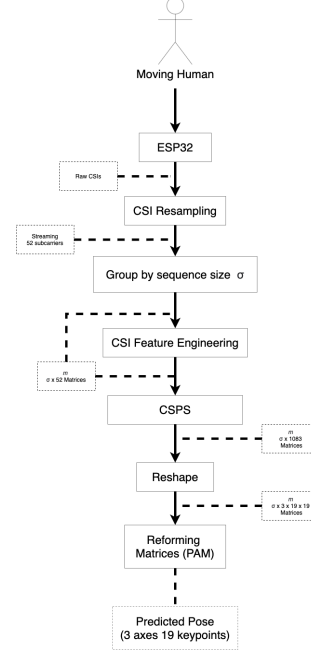 Moving Human
ESP32
Raw CSIs
CSI Resampling
Streaming
52 subcarriers
Group by sequence size σ
CSI Feature Engineering
m
σ x 52 Matrices
CSPS
m
σ x 1083
Matrices
Reshape
m
σ x 3 x 19 x 19
Matrices
Reforming
Matrices (PAM)
Predicted Pose
(3 axes 19 keypoints)